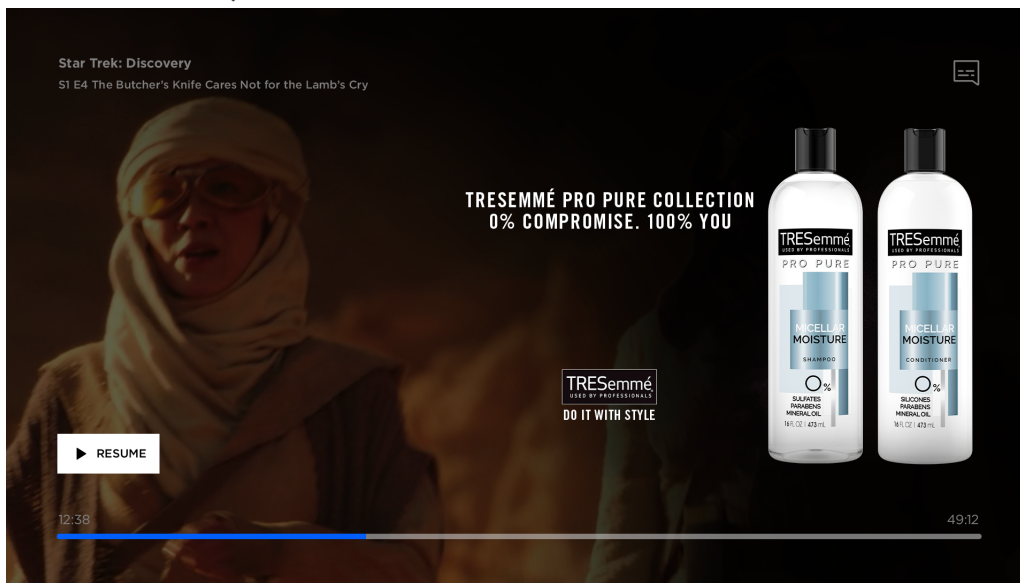 Star Trek: Discovery
S1 E4 The Butcher's Knife Cares Not for the Lamb's Cry
TRESEMMÉ PRO PURE COLLECTION
0% COMPROMISE. 100% YOU
TRESemmé
USED BY PROFESSIONALS
DO IT WITH STYLE
TRESemmé
USED BY PROFESSIONALS
PRO PURE
MICELLAR
MOISTURE
SHAMPOO
0%
SULFATES
PARABENS
MINERAL OIL
16 FL OZ | 473 mL
TRESemmé
USED BY PROFESSIONALS
PRO PURE
MICELLAR
MOISTURE
CONDITIONER
0%
SILICONES
PARABENS
MINERAL OIL
16 FL OZ | 473 mL
RESUME
12:38
49:12